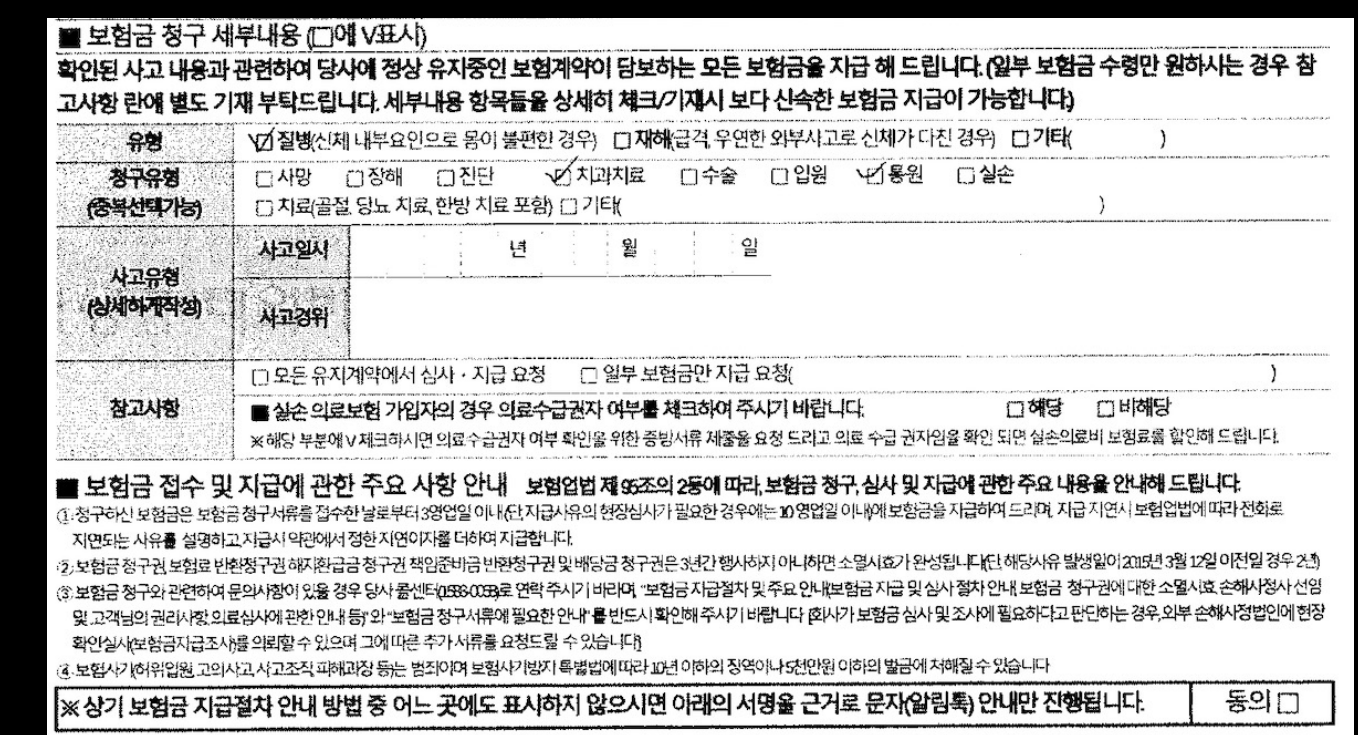 ■ 보험금 청구 세부내용 (□에 V표시)
확인된 사고 내용과 관련하여 당사에 정상 유지중인 보험계약이 담보하는 모든 보험금을 지급 해 드립니다. (일부 보험금 수령만 원하시는 경우 참
고사항 란에 별도 기재 부탁드립니다. 세부내용 항목들을 상세히 체크/기재시 보다 신속한 보험금 지급이 가능합니다.)
유형 ☑질병(신체 내부요인으로 몸이 불편한 경우) □재해(급격, 우연한 외부사고로 신체가 다친 경우) □기타( )
청구유형 □사망 □장해 □진단 ☑치과치료 □수술 □입원 ☑통원 □실손
(중복선택가능) □치료(골절, 당뇨 치료, 한방 치료 포함) □기타( )
사고유형 사고일시 년 월 일
(상세하게작성) 사고경위
□모든 유지계약에서 심사·지급 요청 □일부 보험금만 지급 요청( )
참고사항 ■ 실손 의료보험 가입자의 경우 의료수급권자 여부를 체크하여 주시기 바랍니다. □해당 □비해당
※ 해당 부분에 V 체크하시면 의료수급권자 여부 확인을 위한 증빙서류 제출을 요청 드리고 의료 수급 권자임을 확인 되면 실손의료비 보험료를 할인해 드립니다.
■ 보험금 접수 및 지급에 관한 주요 사항 안내 보험업법 제 95조의 2등에 따라, 보험금 청구, 심사 및 지급에 관한 주요 내용을 안내해 드립니다.
①. 청구하신 보험금은 보험금 청구서류를 접수한 날로부터 3영업일 이내(단, 지급사유의 현장심사가 필요한 경우에는 10 영업일 이내)에 보험금을 지급하여 드리며, 지급 지연시 보험업법에 따라 전화로
지연되는 사유를 설명하고 지급시 약관에서 정한 지연이자를 더하여 지급합니다.
②. 보험금 청구권, 보험료 반환청구권, 해지환급금 청구권, 책임준비금 반환청구권 및 배당금 청구권은 3년간 행사하지 아니하면 소멸시효가 완성됩니다.(단, 해당사유 발생일이 2015년 3월 12일 이전일 경우 2년)
③. 보험금 청구와 관련하여 문의사항이 있을 경우 당사 콜센터(1588-0058)로 연락 주시기 바라며, "보험금 지급절차 및 주요 안내(보험금 지급 및 심사 절차 안내, 보험금 청구권에 대한 소멸시효, 손해사정사 선임
및 고객님의 권리사항, 의료심사에 관한 안내 등)" 와 "보험금 청구서류에 필요한 안내" 를 반드시 확인해 주시기 바랍니다. (회사가 보험금 심사 및 조사에 필요하다고 판단하는 경우, 외부 손해사정법인에 현장
확인실사(보험금지급조사)를 의뢰할 수 있으며 그에 따른 추가 서류를 요청드릴 수 있습니다.)
④. 보험사기(허위입원, 고의사고, 사고조작, 피해과장 등)는 범죄이며 보험사기방지 특별법에 따라 10년 이하의 징역이나 5천만원 이하의 벌금에 처해질 수 있습니다.
※ 상기 보험금 지급절차 안내 방법 중 어느 곳에도 표시하지 않으시면 아래의 서명을 근거로 문자(알림톡) 안내만 진행됩니다. 동의 □